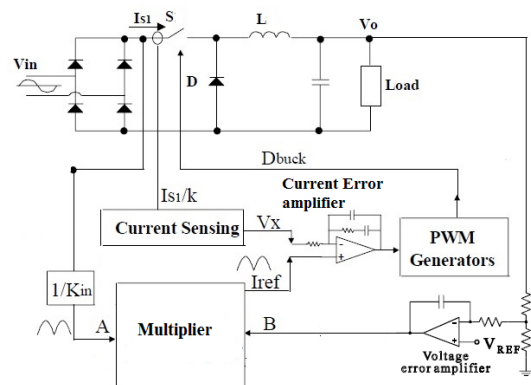 Is1
S
L
Vo
Vin
D
Load
Dbuck
Is1/k
Current Error
amplifier
Current Sensing
Vx
PWM
Generators
-
+
1/Kin
Iref
A
Multiplier
B
-
+
VREF
Voltage
error amplifier